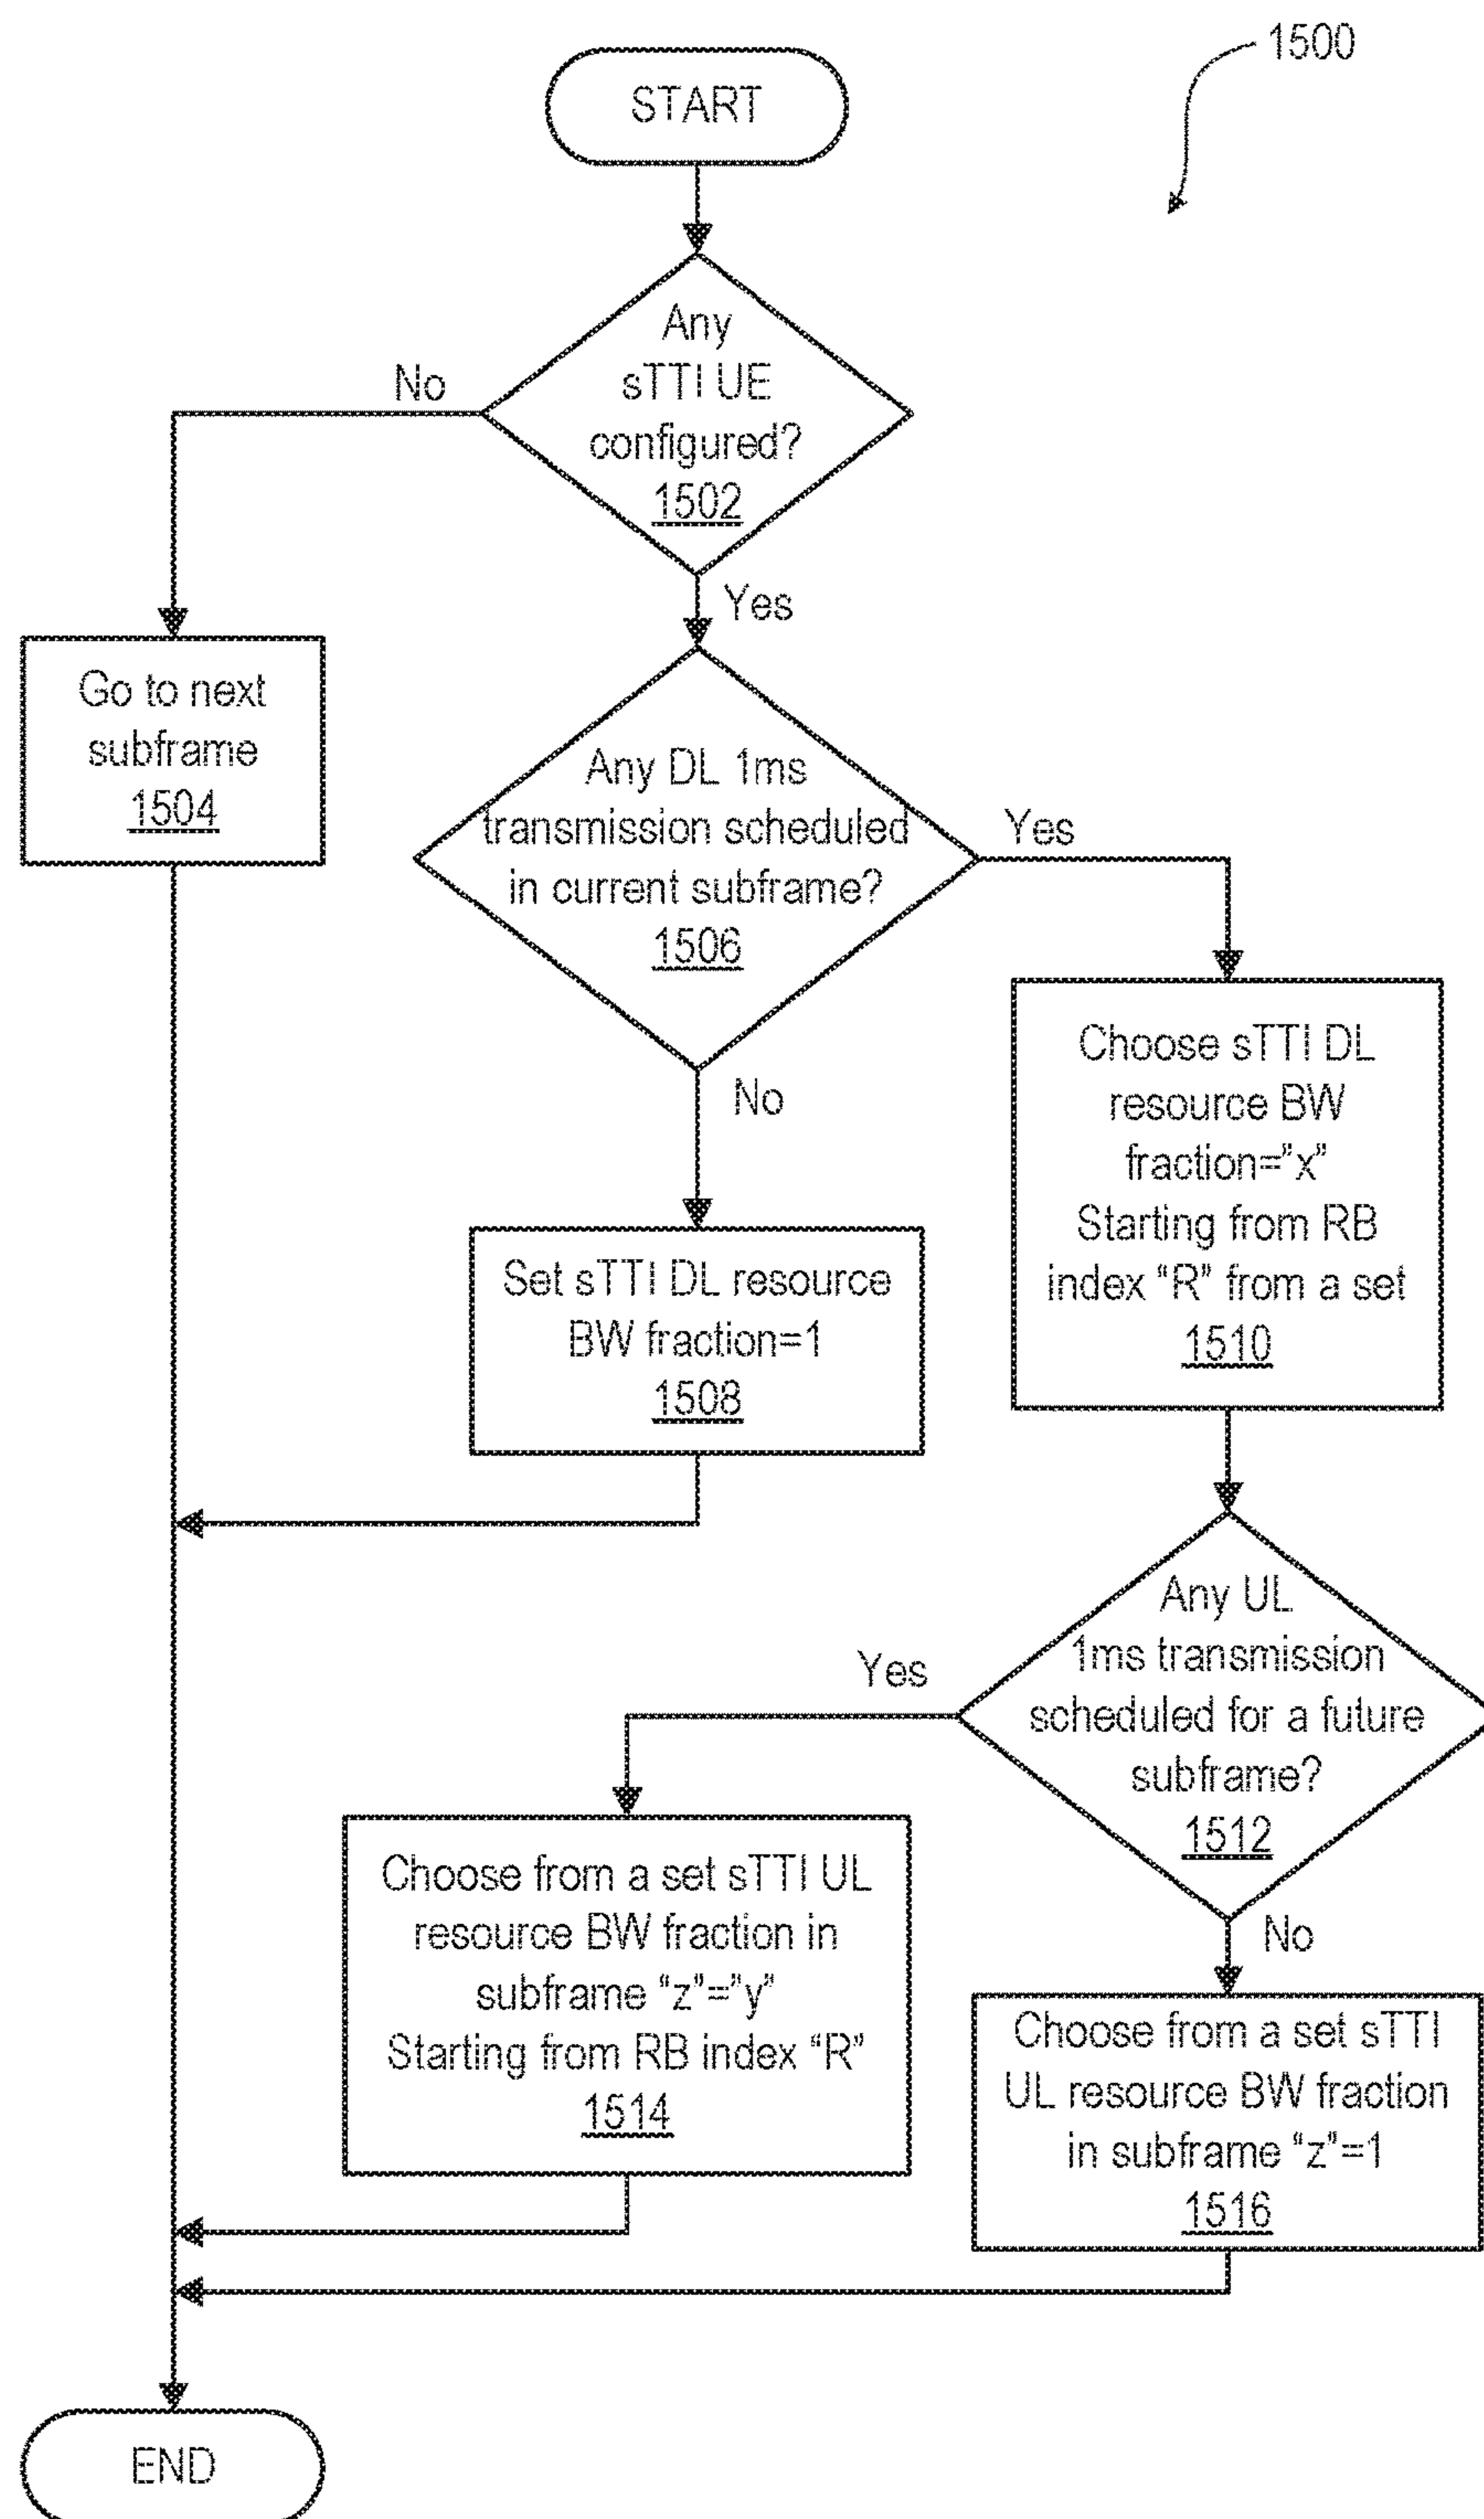 1500
START
Any
sTTI UE
configured?
1502
No
Yes
Go to next
subframe
1504
Any DL 1ms
transmission scheduled
in current subframe?
1506
Yes
No
Choose sTTI DL
resource BW
fraction="x"
Starting from RB
index "R" from a set
1510
Set sTTI DL resource
BW fraction=1
1508
Any UL
1ms transmission
scheduled for a future
subframe?
1512
Yes
No
Choose from a set sTTI UL
resource BW fraction in
subframe "z"="y"
Starting from RB index "R"
1514
Choose from a set sTTI
UL resource BW fraction
in subframe "z"=1
1516
END